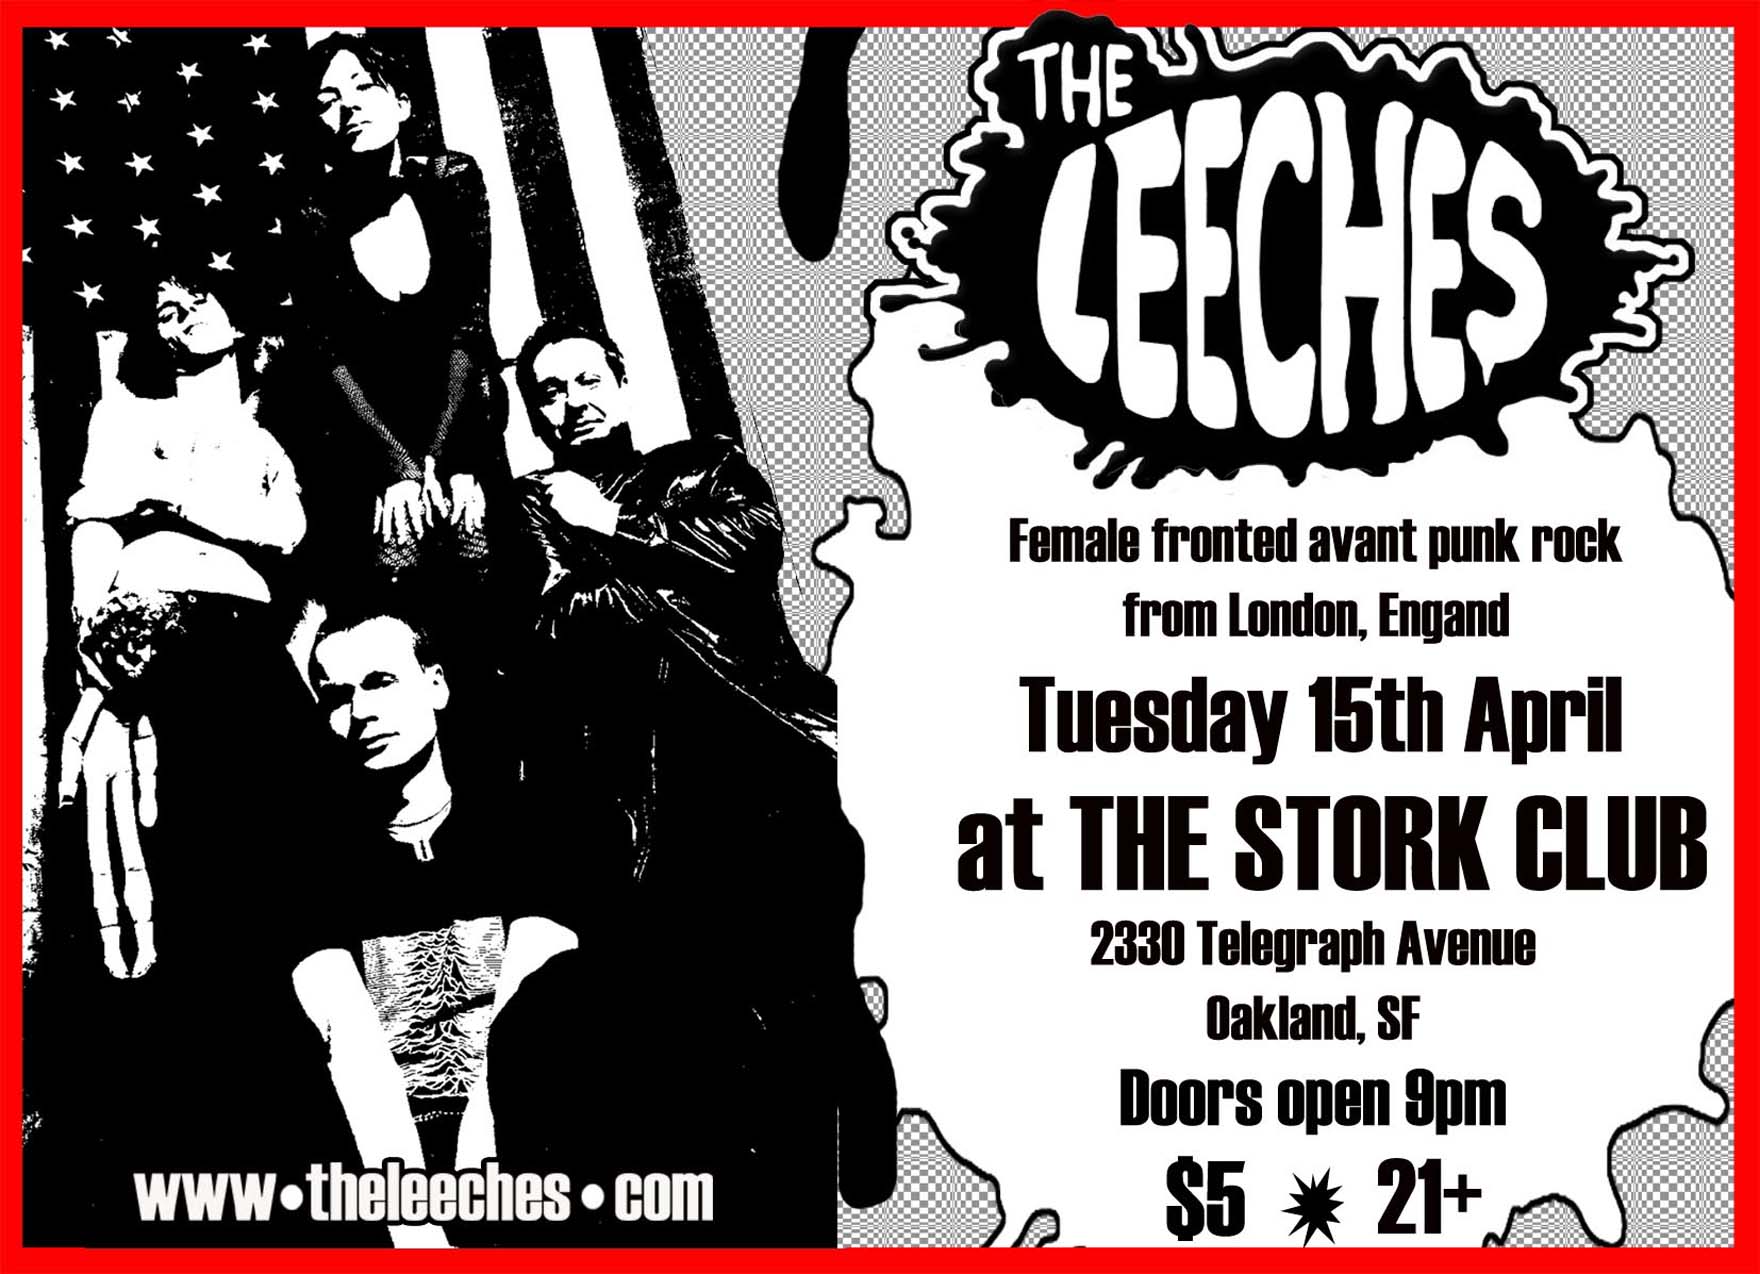 THE
LEECHES
Female fronted avant punk rock
from London, Engand
Tuesday 15th April
at THE STORK CLUB
2330 Telegraph Avenue
Oakland, SF
Doors open 9pm
$5 21+
www•theleeches•com